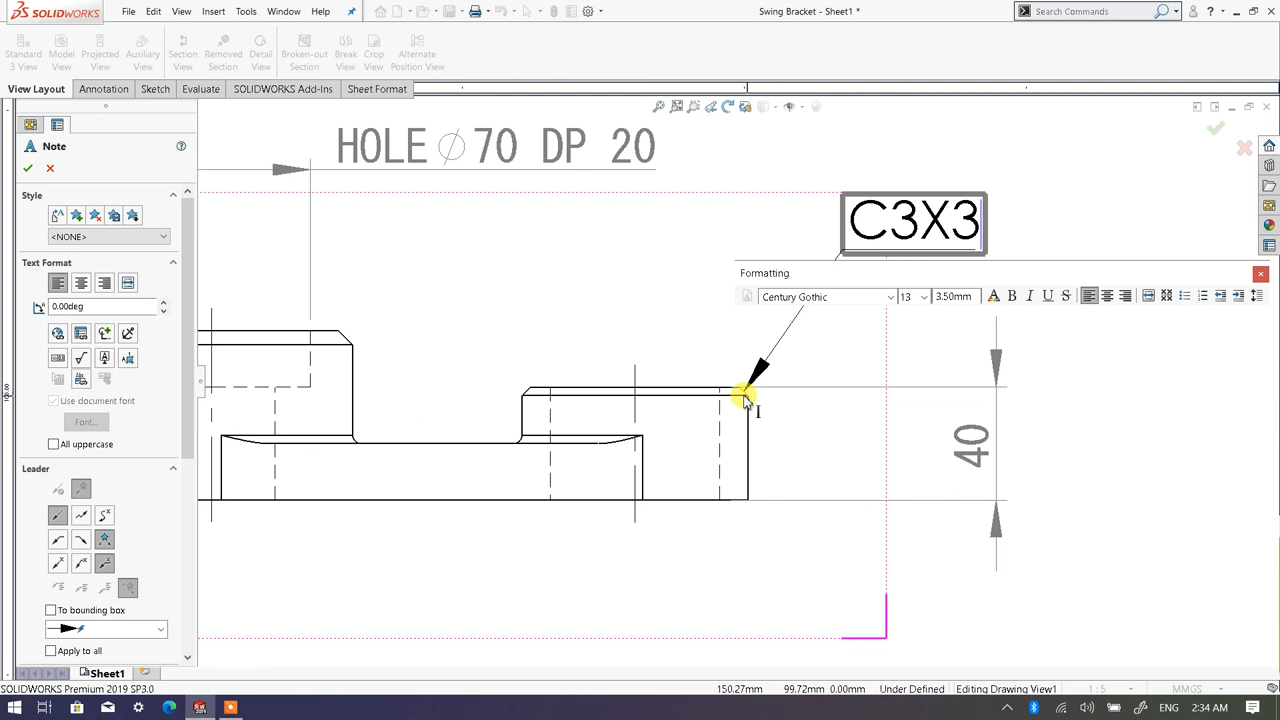 SOLIDWORKS File Edit View Insert Tools Window Help Swing Bracket - Sheet1 * Search Commands ?
Standard 3 View
Model View
Projected View
Auxiliary View
Section View
Removed Section
Detail View
Broken-out Section
Break View
Crop View
Alternate Position View
View Layout Annotation Sketch Evaluate SOLIDWORKS Add-Ins Sheet Format
Note
Style
<NONE>
Text Format
0.00deg
Use document font
Font...
All uppercase
Leader
To bounding box
Apply to all
HOLE ⌀ 70 DP 20
C3X3
Formatting
Century Gothic 13 3.50mm A B I U S
40
Sheet1
SOLIDWORKS Premium 2019 SP3.0 150.27mm 99.72mm 0.00mm Under Defined Editing Drawing View1 1 : 5 MMGS
ENG 2:34 AM